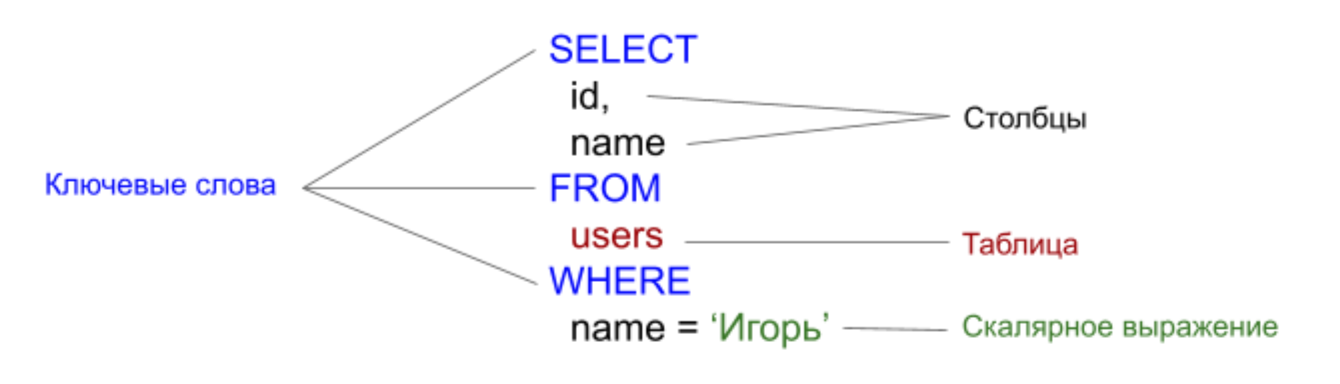 SELECT
id,
name
FROM
users
WHERE
name = ‘Игорь’
Ключевые слова
Столбцы
Таблица
Скалярное выражение